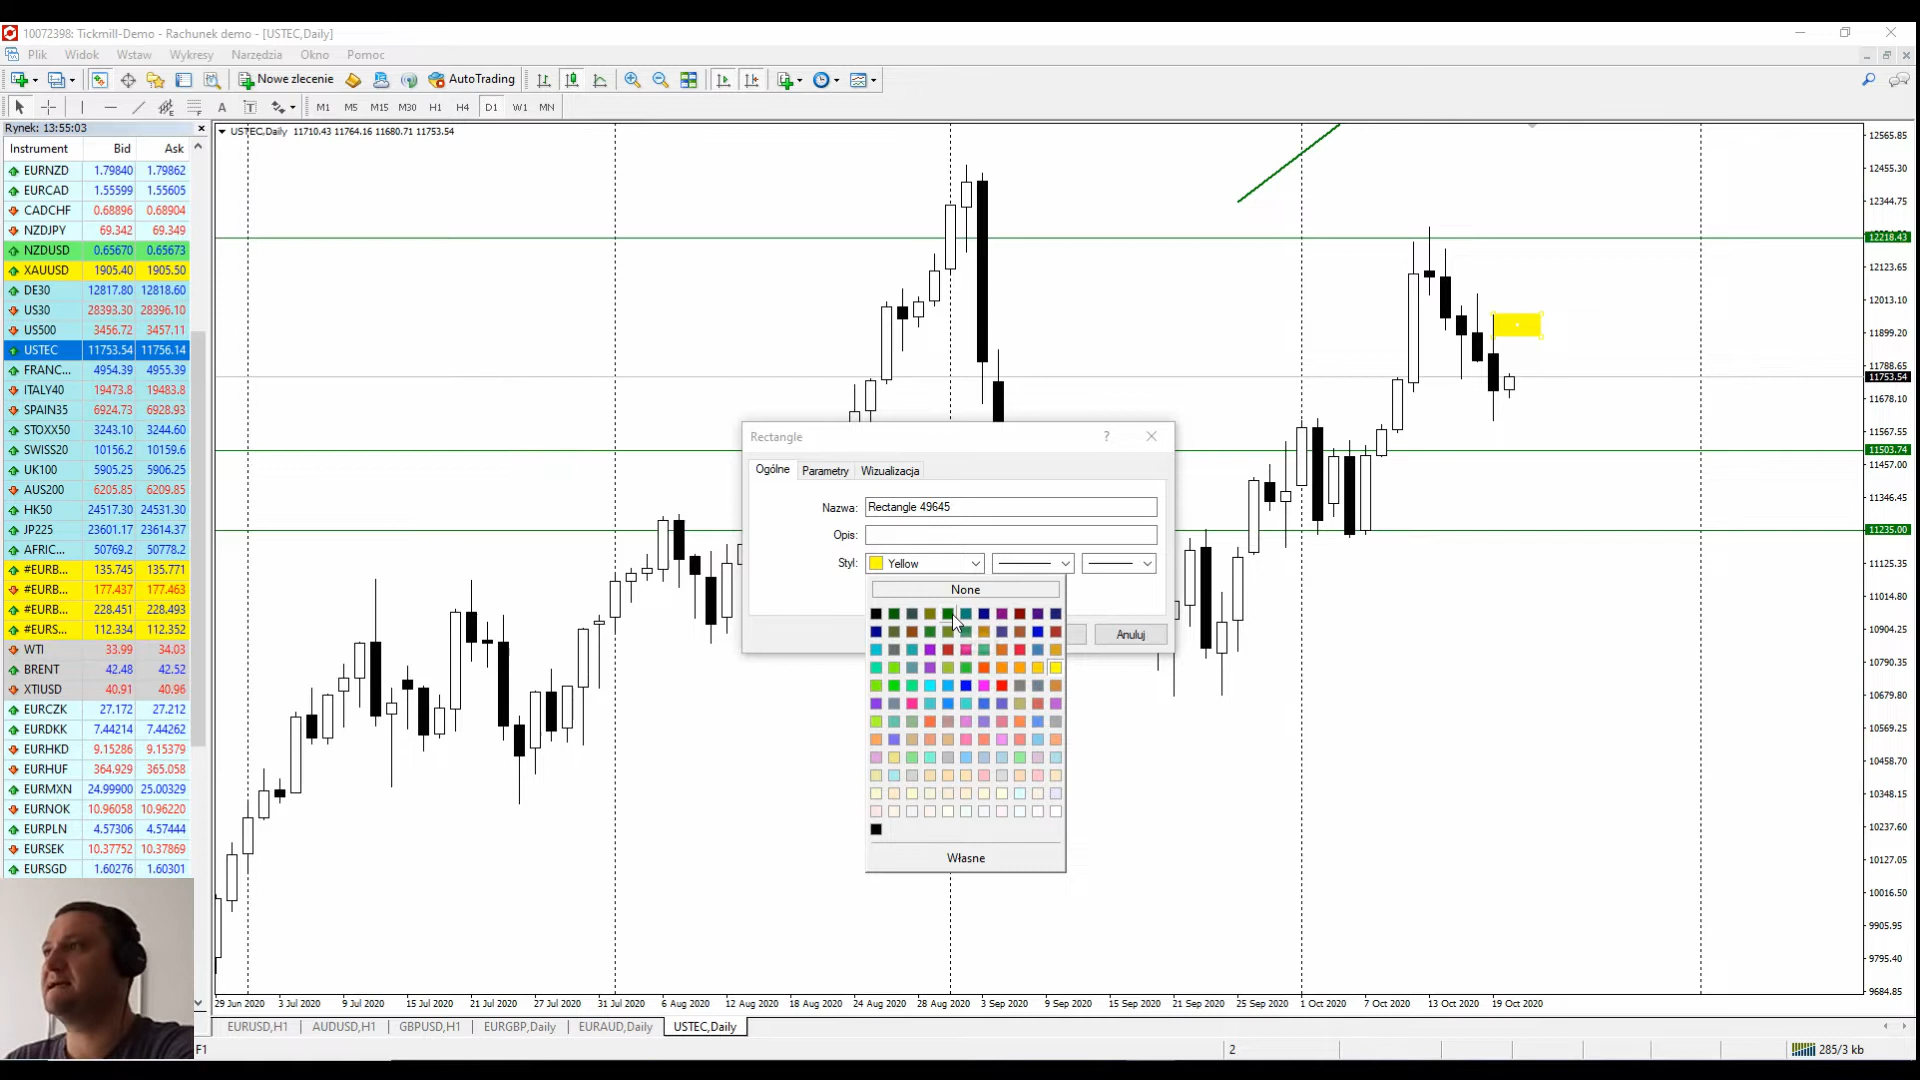 10072398: Tickmill-Demo - Rachunek demo - [USTEC,Daily]
Plik Widok Wstaw Wykresy Narzędzia Okno Pomoc
Nowe zlecenie AutoTrading
A T M1 M5 M15 M30 H1 H4 D1 W1 MN
Rynek: 13:55:03
Instrument Bid Ask
EURNZD 1.79840 1.79862
EURCAD 1.55599 1.55605
CADCHF 0.68896 0.68904
NZDJPY 69.342 69.349
NZDUSD 0.65670 0.65673
XAUUSD 1905.40 1905.50
DE30 12817.80 12818.60
US30 28393.30 28396.10
US500 3456.72 3457.11
USTEC 11753.54 11756.14
FRANC... 4954.39 4955.39
ITALY40 19473.8 19483.8
SPAIN35 6924.73 6928.93
STOXX50 3243.10 3244.60
SWISS20 10156.2 10159.6
UK100 5905.25 5906.25
AUS200 6205.85 6209.85
HK50 24517.30 24531.30
JP225 23601.17 23614.37
AFRIC... 50769.2 50778.2
#EURB... 135.745 135.771
#EURB... 177.437 177.463
#EURB... 228.451 228.493
#EURS... 112.334 112.352
WTI 33.99 34.03
BRENT 42.48 42.52
XTIUSD 40.91 40.96
EURCZK 27.172 27.212
EURDKK 7.44214 7.44262
EURHKD 9.15286 9.15379
EURHUF 364.929 365.058
EURMXN 24.99900 25.00329
EURNOK 10.96058 10.96220
EURPLN 4.57306 4.57444
EURSEK 10.37752 10.37869
EURSGD 1.60276 1.60301
USTEC,Daily 11710.43 11764.16 11680.71 11753.54
12565.85
12455.30
12344.75
12218.43
12123.65
12013.10
11899.20
11788.65
11753.54
11678.10
11567.55
11503.74
11457.00
11346.45
11235.00
11125.35
11014.80
10904.25
10790.35
10679.80
10569.25
10458.70
10348.15
10237.60
10127.05
10016.50
9905.95
9795.40
9684.85
Rectangle ?
Ogólne Parametry Wizualizacja
Nazwa: Rectangle 49645
Opis:
Styl: Yellow
None
Anuluj
Własne
29 Jun 2020 3 Jul 2020 9 Jul 2020 15 Jul 2020 21 Jul 2020 27 Jul 2020 31 Jul 2020 6 Aug 2020 12 Aug 2020 18 Aug 2020 24 Aug 2020 28 Aug 2020 3 Sep 2020 9 Sep 2020 15 Sep 2020 21 Sep 2020 25 Sep 2020 1 Oct 2020 7 Oct 2020 13 Oct 2020 19 Oct 2020
EURUSD,H1 AUDUSD,H1 GBPUSD,H1 EURGBP,Daily EURAUD,Daily USTEC,Daily
F1 2 285/3 kb